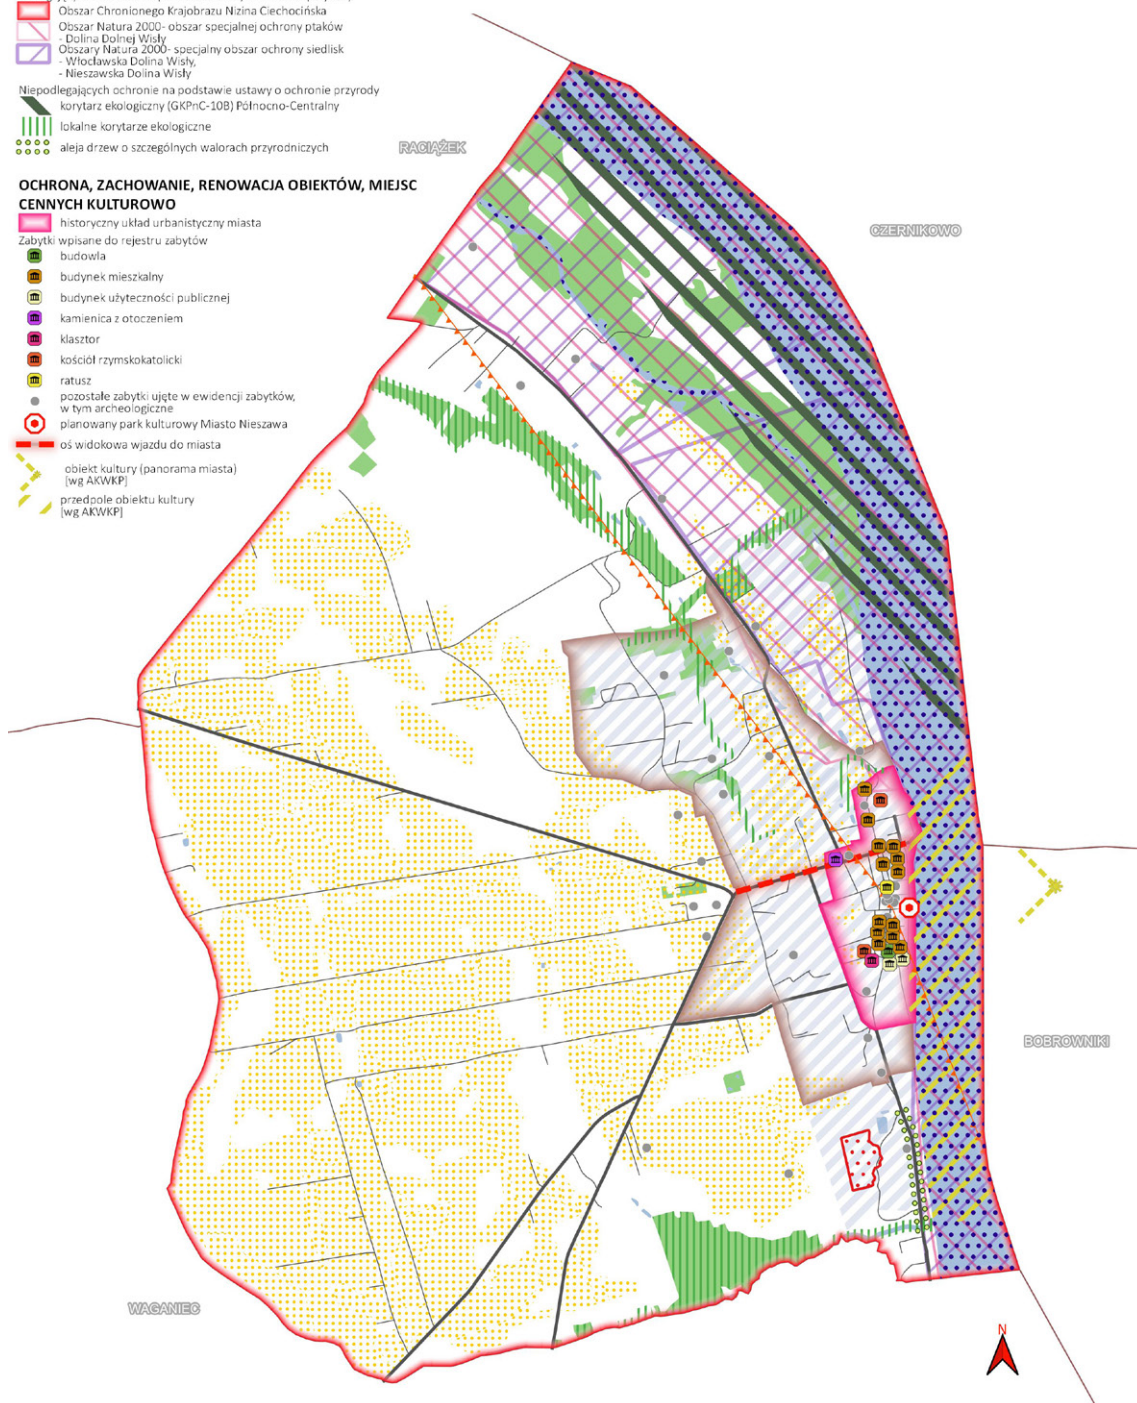 Obszar Chronionego Krajobrazu Nizina Ciechocińska
Obszar Natura 2000- obszar specjalnej ochrony ptaków
- Dolina Dolnej Wisły
Obszary Natura 2000- specjalny obszar ochrony siedlisk
- Włocławska Dolina Wisły,
- Nieszawska Dolina Wisły
Niepodlegających ochronie na podstawie ustawy o ochronie przyrody
korytarz ekologiczny (GKPnC-10B) Północno-Centralny
lokalne korytarze ekologiczne
aleja drzew o szczególnych walorach przyrodniczych
OCHRONA, ZACHOWANIE, RENOWACJA OBIEKTÓW, MIEJSC
CENNYCH KULTUROWO
historyczny układ urbanistyczny miasta
Zabytki wpisane do rejestru zabytów
budowla
budynek mieszkalny
budynek użyteczności publicznej
kamienica z otoczeniem
klasztor
kościół rzymskokatolicki
ratusz
pozostałe zabytki ujęte w ewidencji zabytków,
w tym archeologiczne
planowany park kulturowy Miasto Nieszawa
oś widokowa wjazdu do miasta
obiekt kultury (panorama miasta)
[wg AKWKP]
przedpole obiektu kultury
[wg AKWKP]
RACIĄŻEK
CZERNIKOWO
BOBROWNIKI
WAGANIEC
N